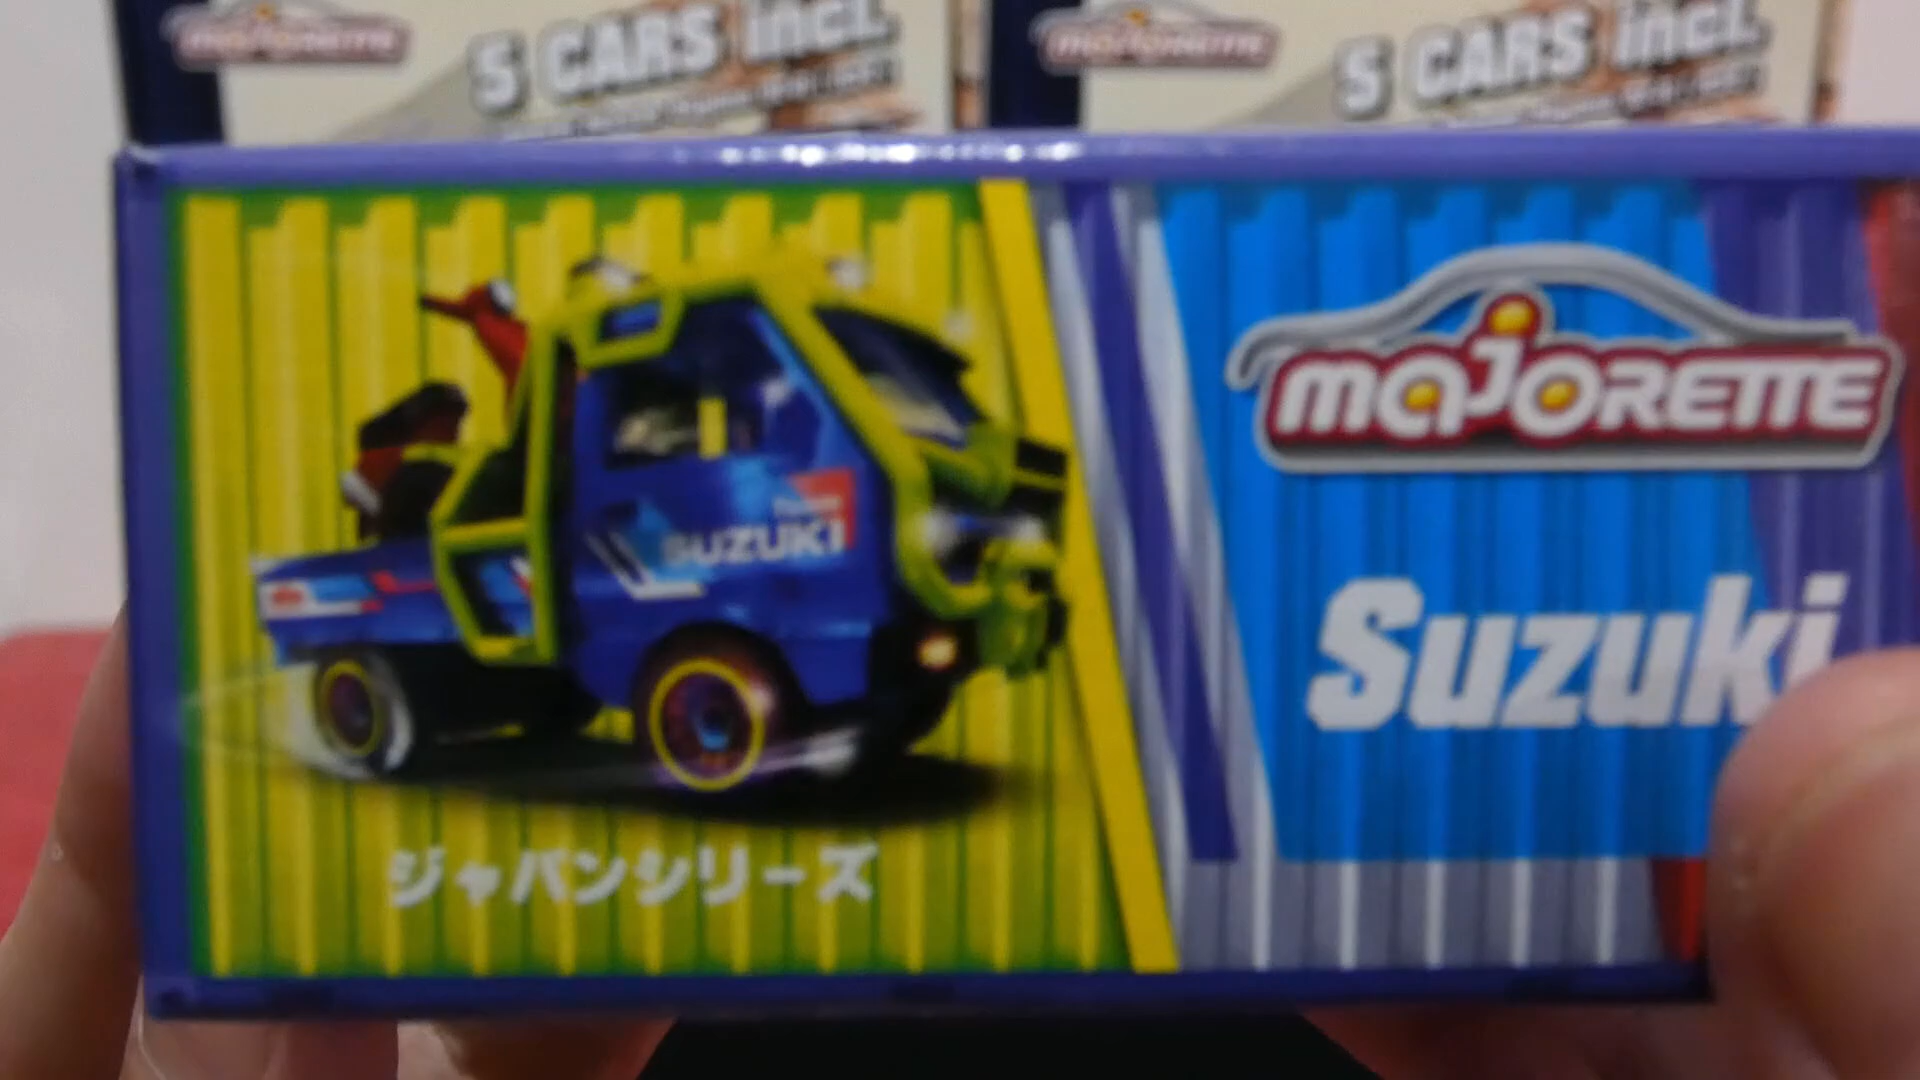 MAJORETTE
5 CARS incl.
MAJORETTE
5 CARS incl.
MAJORETTE
Team
SUZUKI
Suzuki
ジャパンシリーズ